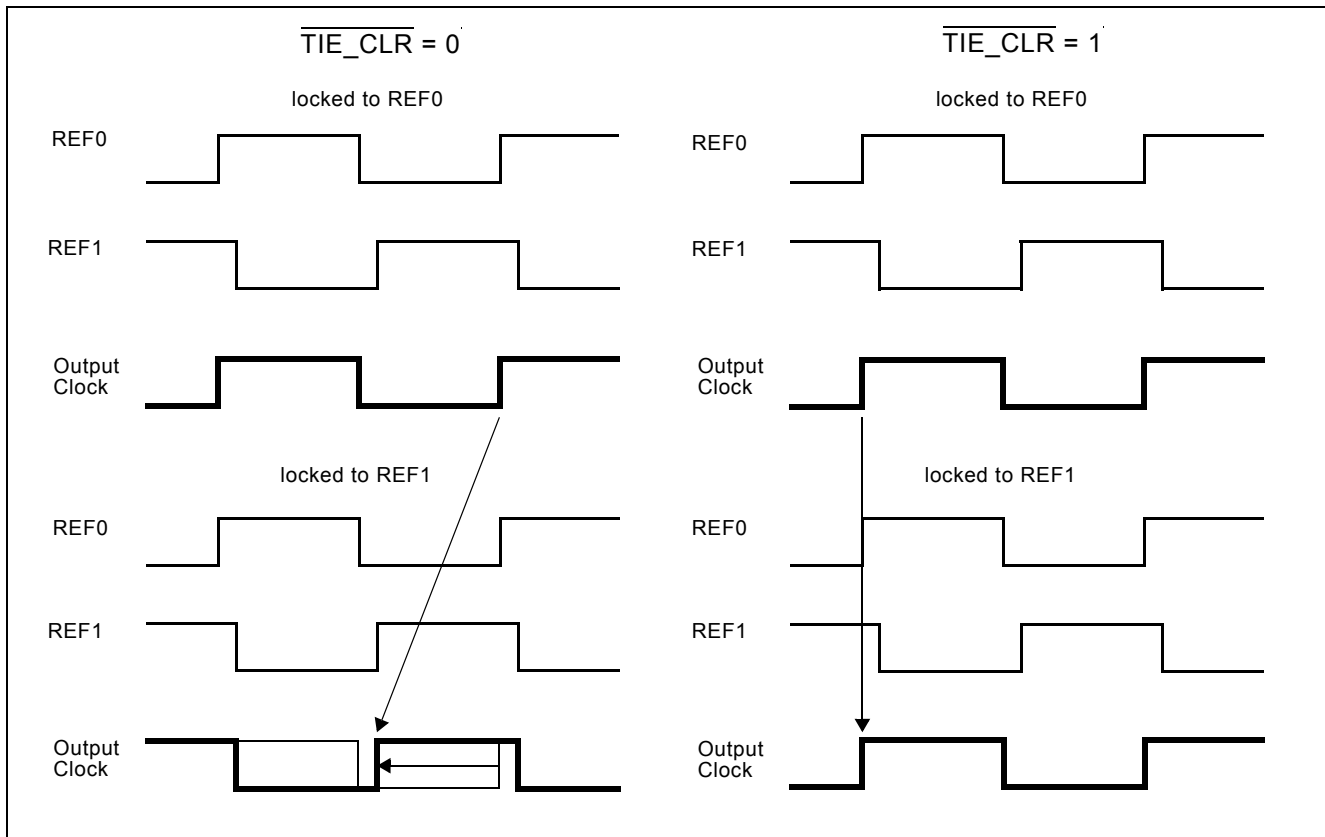 TIE_CLR = 0
locked to REF0
REF0
REF1
Output
Clock
locked to REF1
REF0
REF1
Output
Clock
TIE_CLR = 1
locked to REF0
REF0
REF1
Output
Clock
locked to REF1
REF0
REF1
Output
Clock